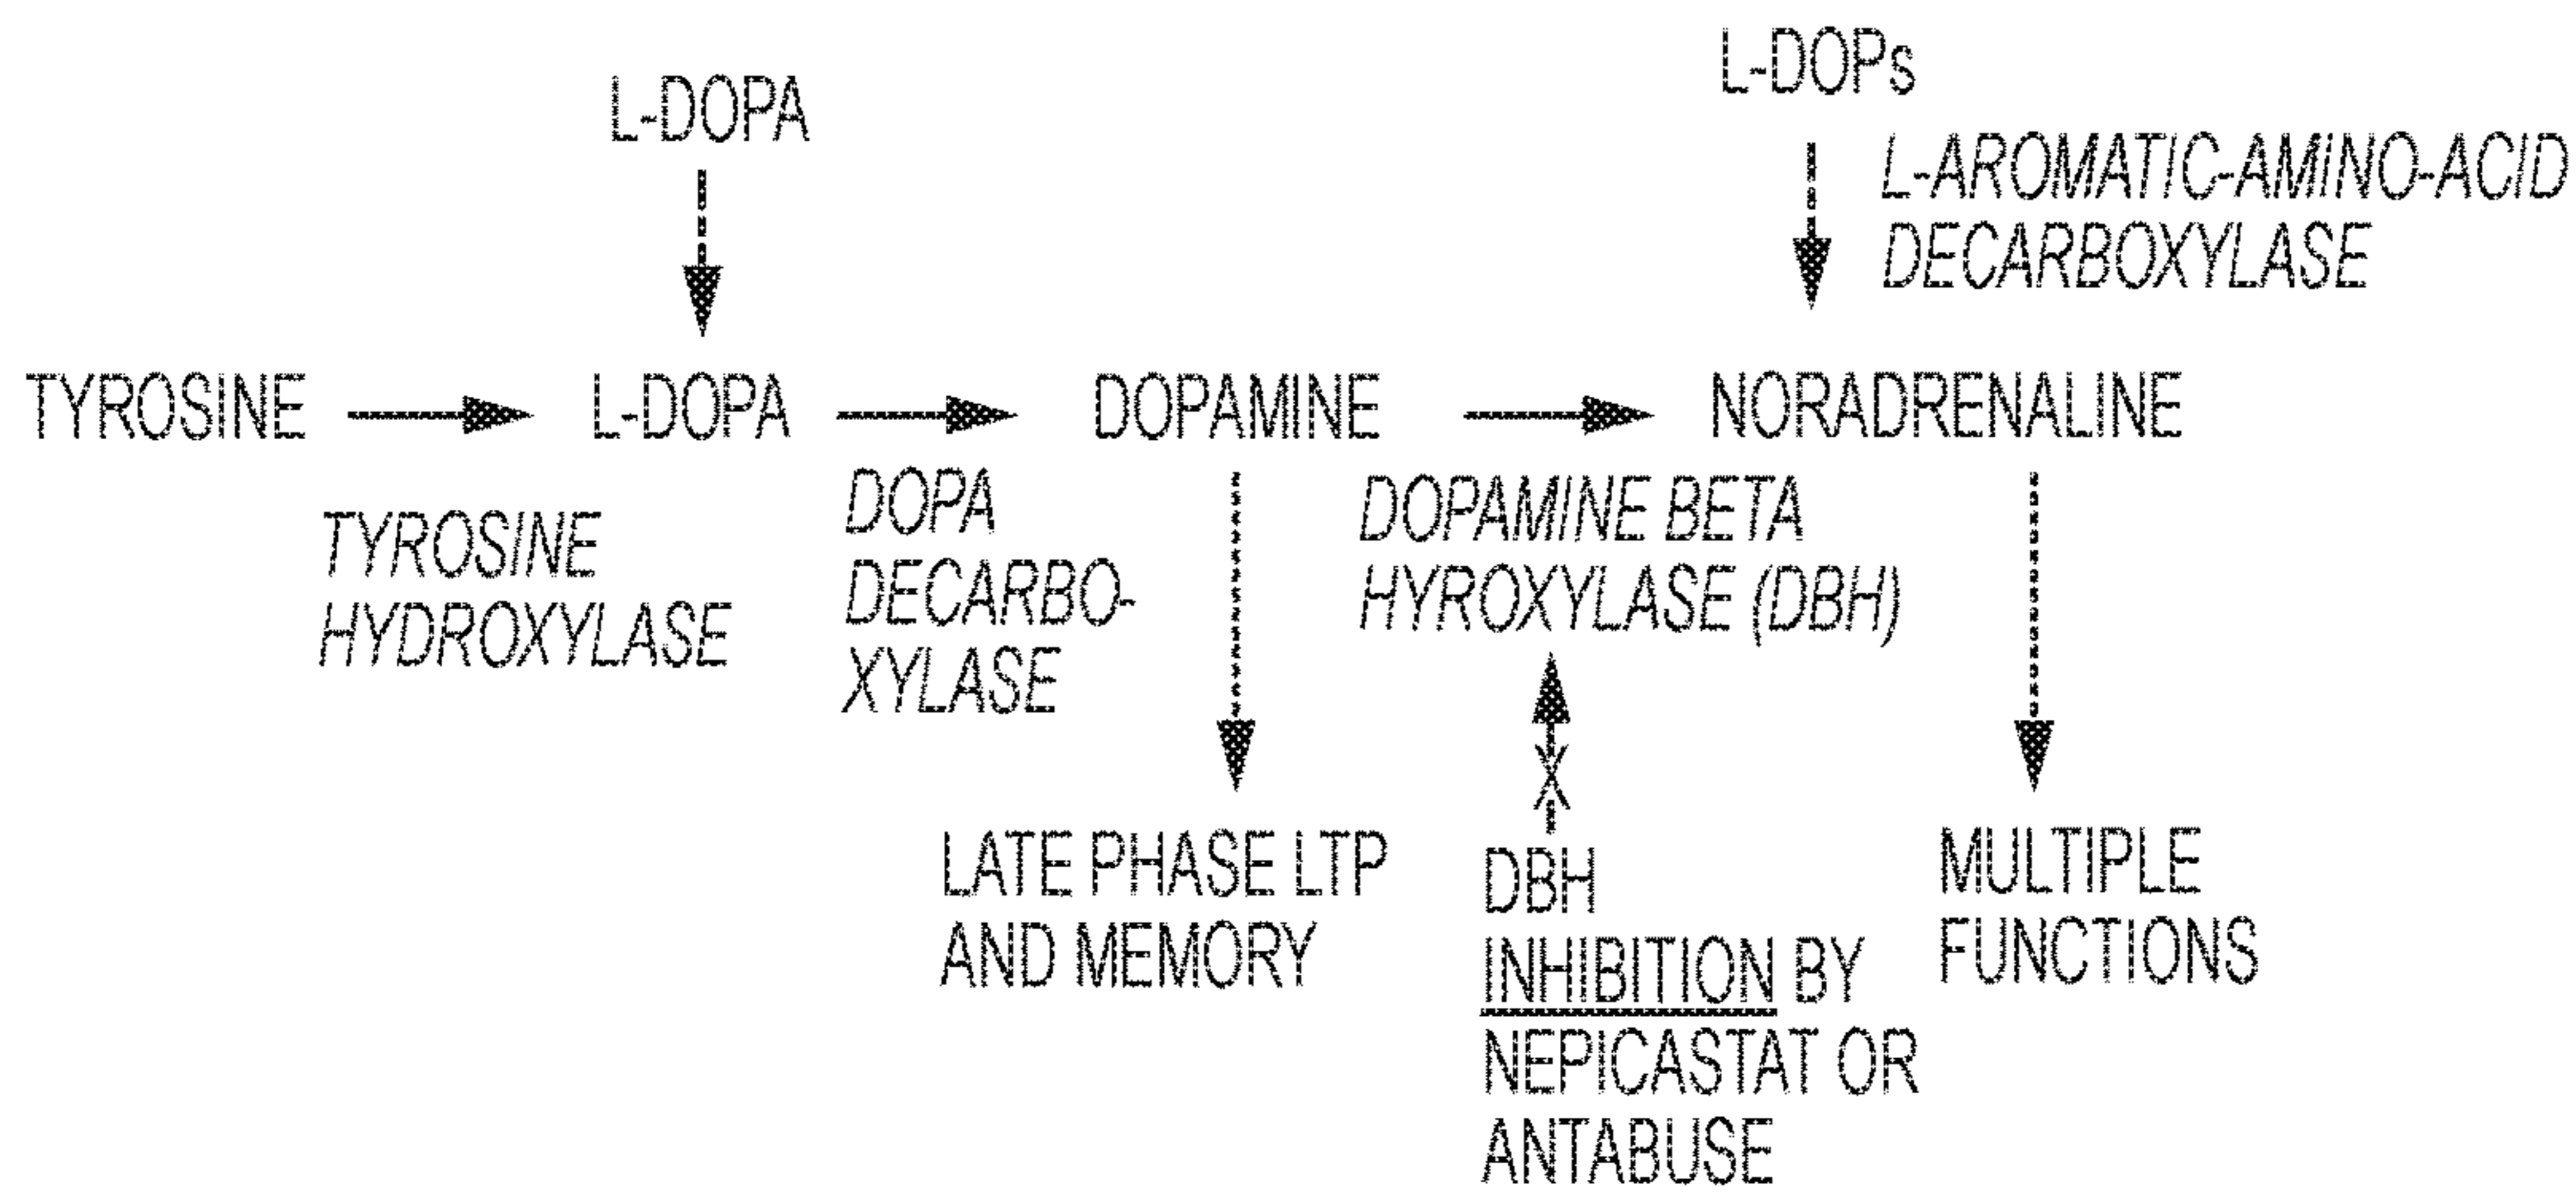 L-DOPA
L-DOPs
L-AROMATIC-AMINO-ACID
DECARBOXYLASE
TYROSINE
L-DOPA
DOPAMINE
NORADRENALINE
TYROSINE
HYDROXYLASE
DOPA
DECARBO-
XYLASE
DOPAMINE BETA
HYROXYLASE (DBH)
LATE PHASE LTP
AND MEMORY
DBH
INHIBITION BY
NEPICASTAT OR
ANTABUSE
MULTIPLE
FUNCTIONS